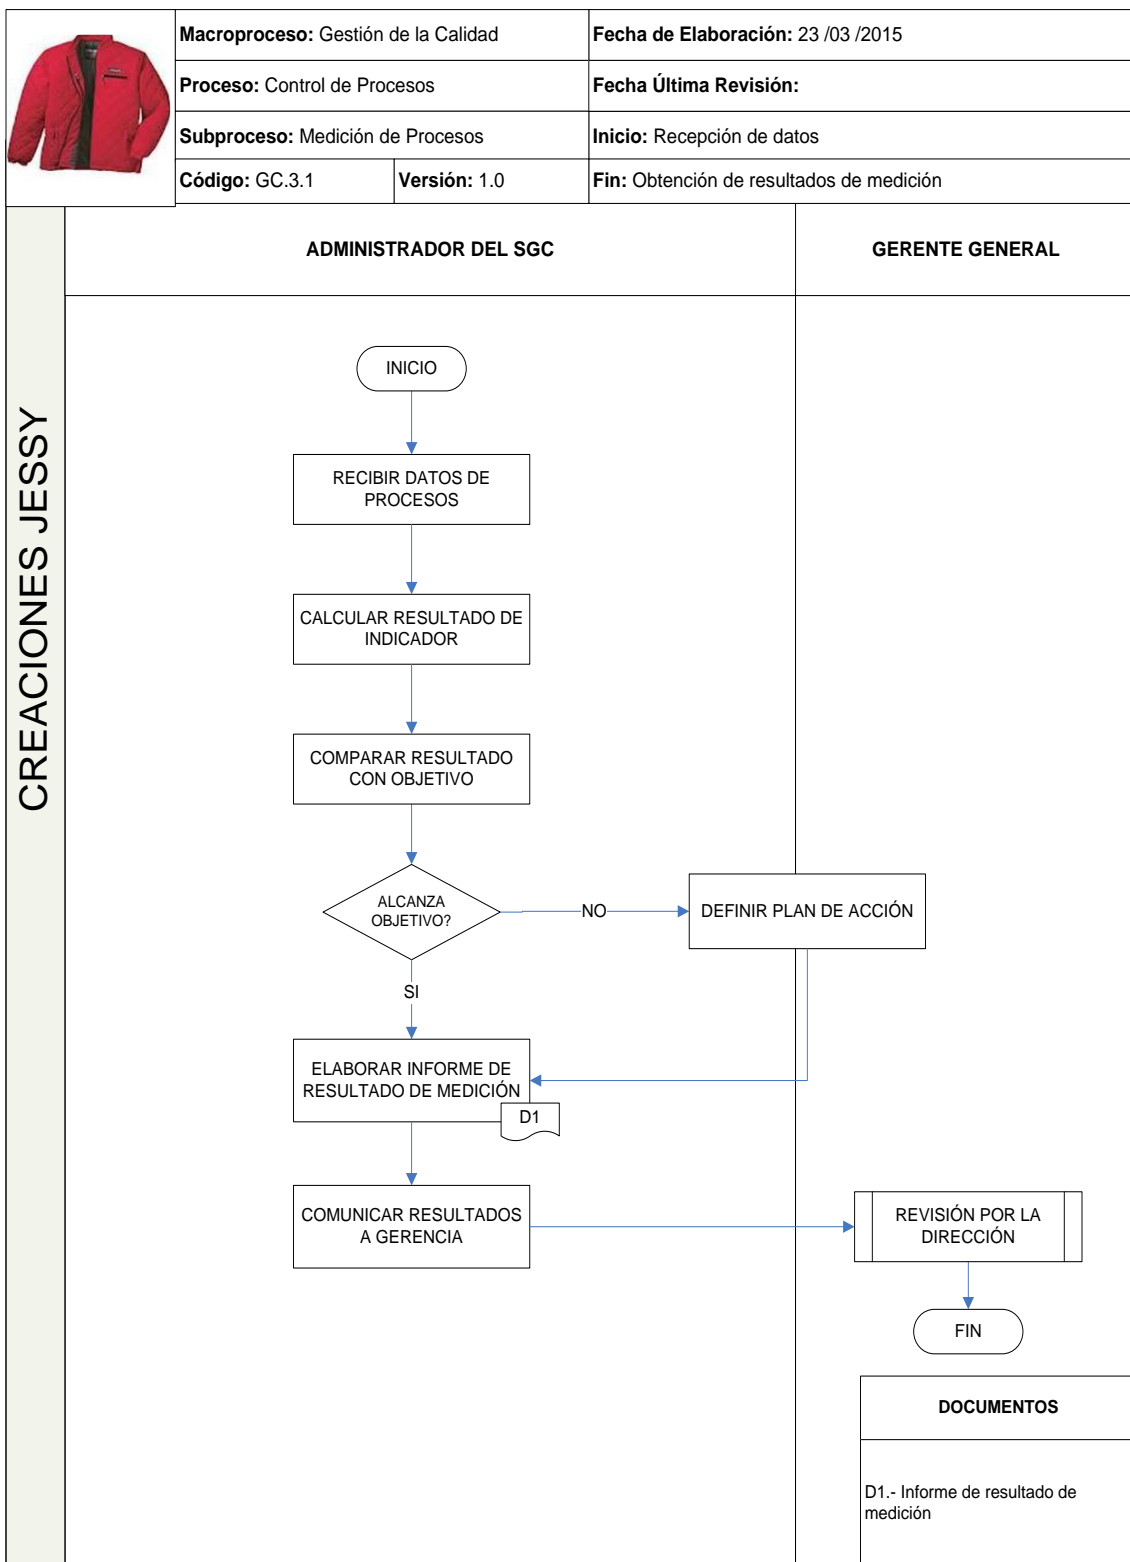 Macroproceso: Gestión de la Calidad
Fecha de Elaboración: 23 /03 /2015
Proceso: Control de Procesos
Fecha Última Revisión:
Subproceso: Medición de Procesos
Inicio: Recepción de datos
Código: GC.3.1
Versión: 1.0
Fin: Obtención de resultados de medición
CREACIONES JESSY
ADMINISTRADOR DEL SGC
GERENTE GENERAL
INICIO
RECIBIR DATOS DE
PROCESOS
CALCULAR RESULTADO DE
INDICADOR
COMPARAR RESULTADO
CON OBJETIVO
ALCANZA
OBJETIVO?
NO
DEFINIR PLAN DE ACCIÓN
SI
ELABORAR INFORME DE
RESULTADO DE MEDICIÓN
D1
COMUNICAR RESULTADOS
A GERENCIA
REVISIÓN POR LA
DIRECCIÓN
FIN
DOCUMENTOS
D1.- Informe de resultado de
medición